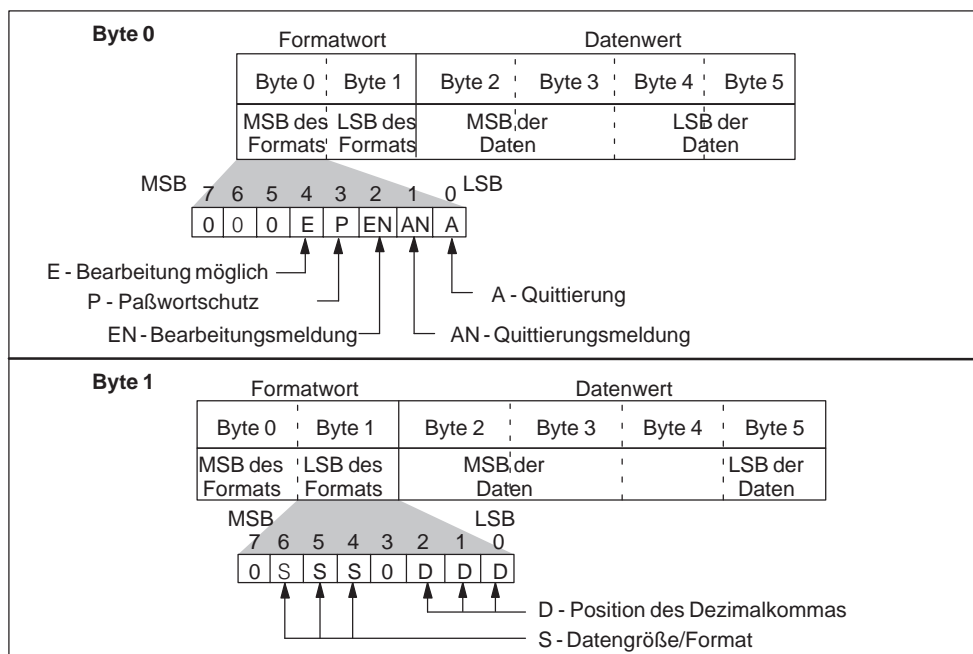 Byte 0
Formatwort Datenwert
Byte 0 Byte 1 Byte 2 Byte 3 Byte 4 Byte 5
MSB des LSB des MSB der LSB der
Formats Formats Daten Daten
MSB 7 6 5 4 3 2 1 0 LSB
0 0 0 E P EN AN A
E - Bearbeitung möglich
P - Paßwortschutz A - Quittierung
EN - Bearbeitungsmeldung AN - Quittierungsmeldung
Byte 1
Formatwort Datenwert
Byte 0 Byte 1 Byte 2 Byte 3 Byte 4 Byte 5
MSB des LSB des MSB der LSB der
Formats Formats Daten Daten
MSB LSB
7 6 5 4 3 2 1 0
0 S S S 0 D D D
D - Position des Dezimalkommas
S - Datengröße/Format